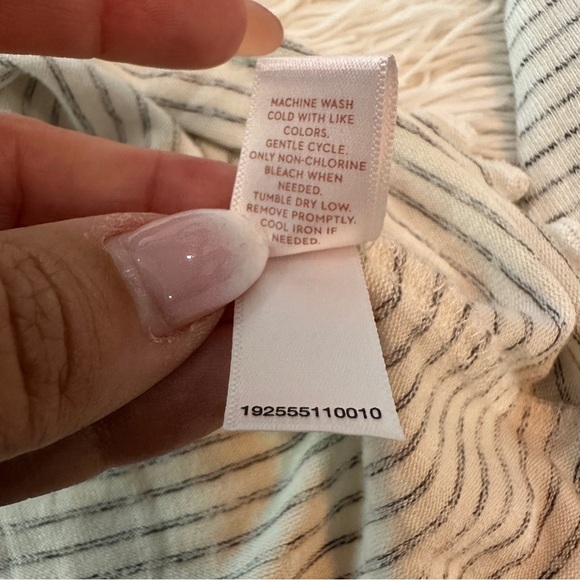 MACHINE WASH
COLD WITH LIKE
COLORS.
GENTLE CYCLE.
ONLY NON-CHLORINE
BLEACH WHEN
NEEDED.
TUMBLE DRY LOW.
REMOVE PROMPTLY.
COOL IRON IF
NEEDED.
192555110010